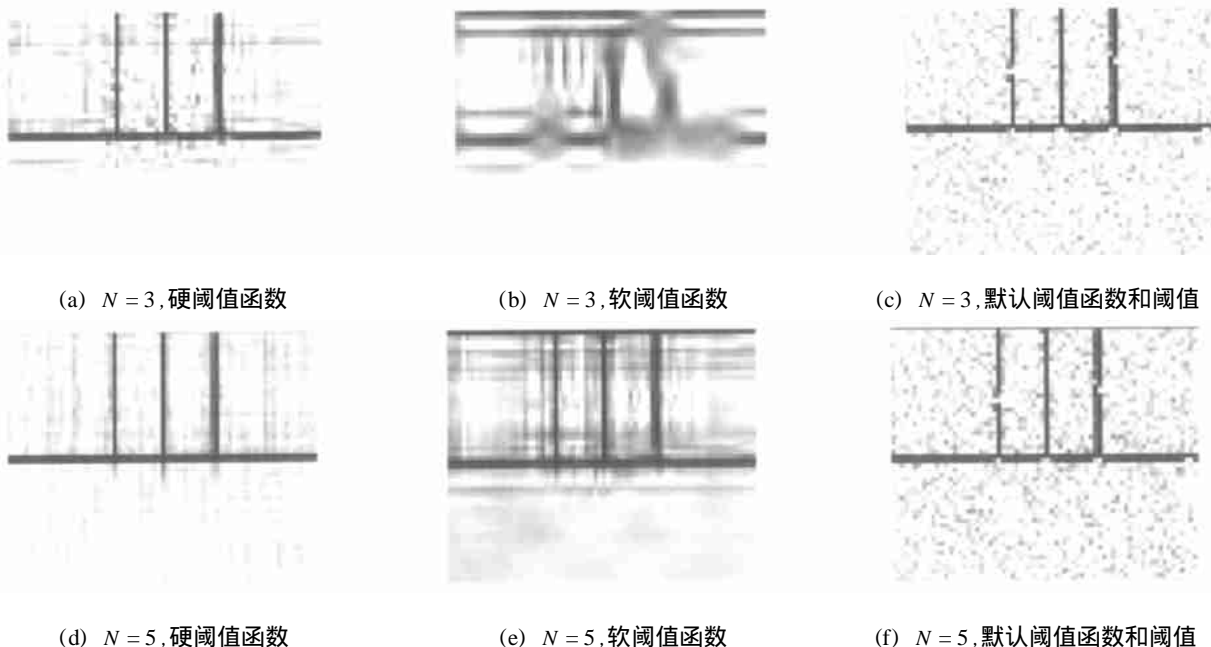 (a) N = 3,硬阈值函数
(b) N = 3,软阈值函数
(c) N = 3,默认阈值函数和阈值
(d) N = 5,硬阈值函数
(e) N = 5,软阈值函数
(f) N = 5,默认阈值函数和阈值